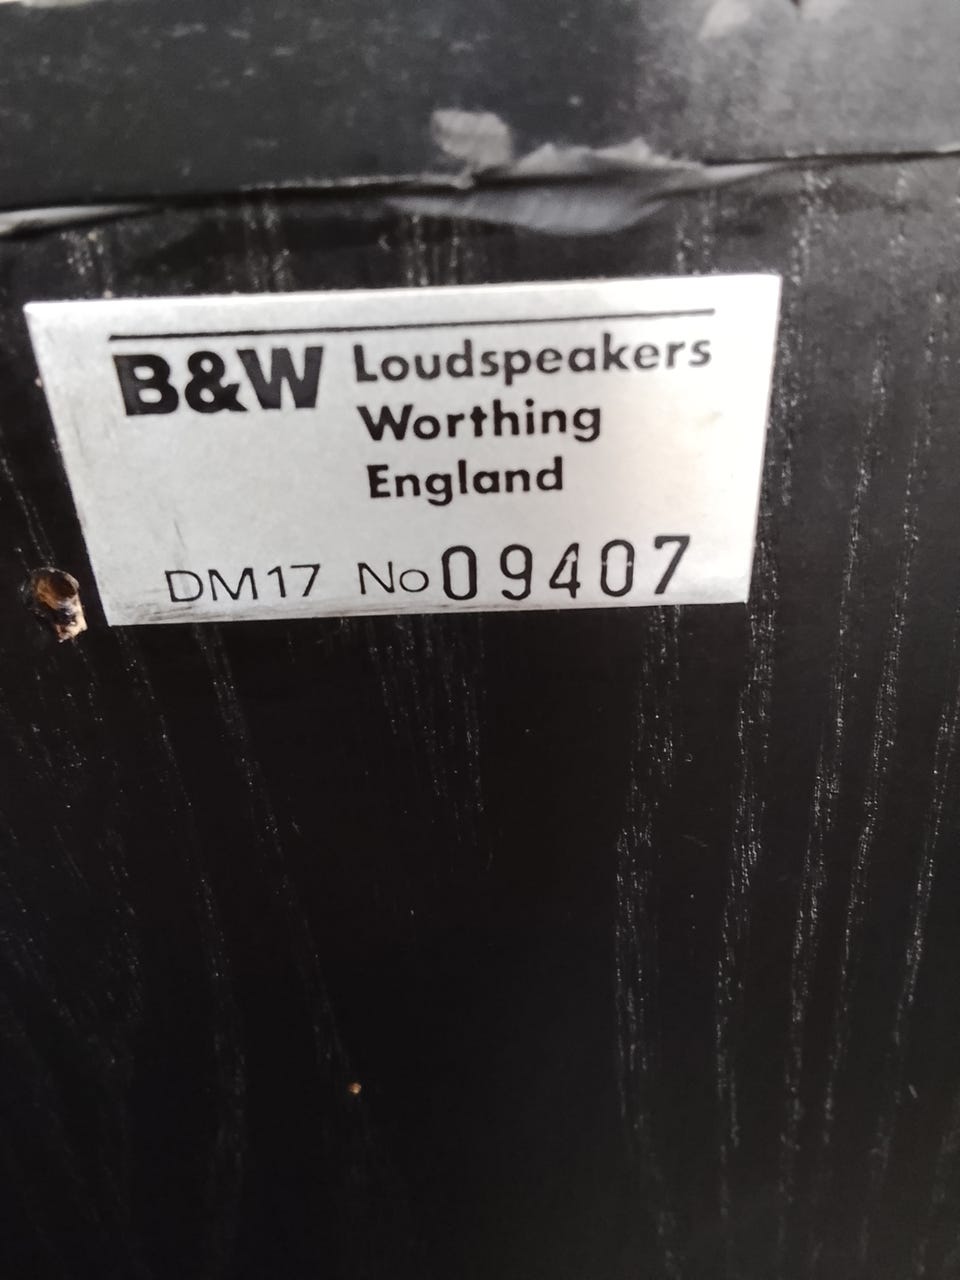 B&W Loudspeakers
Worthing
England
DM17 No 09407